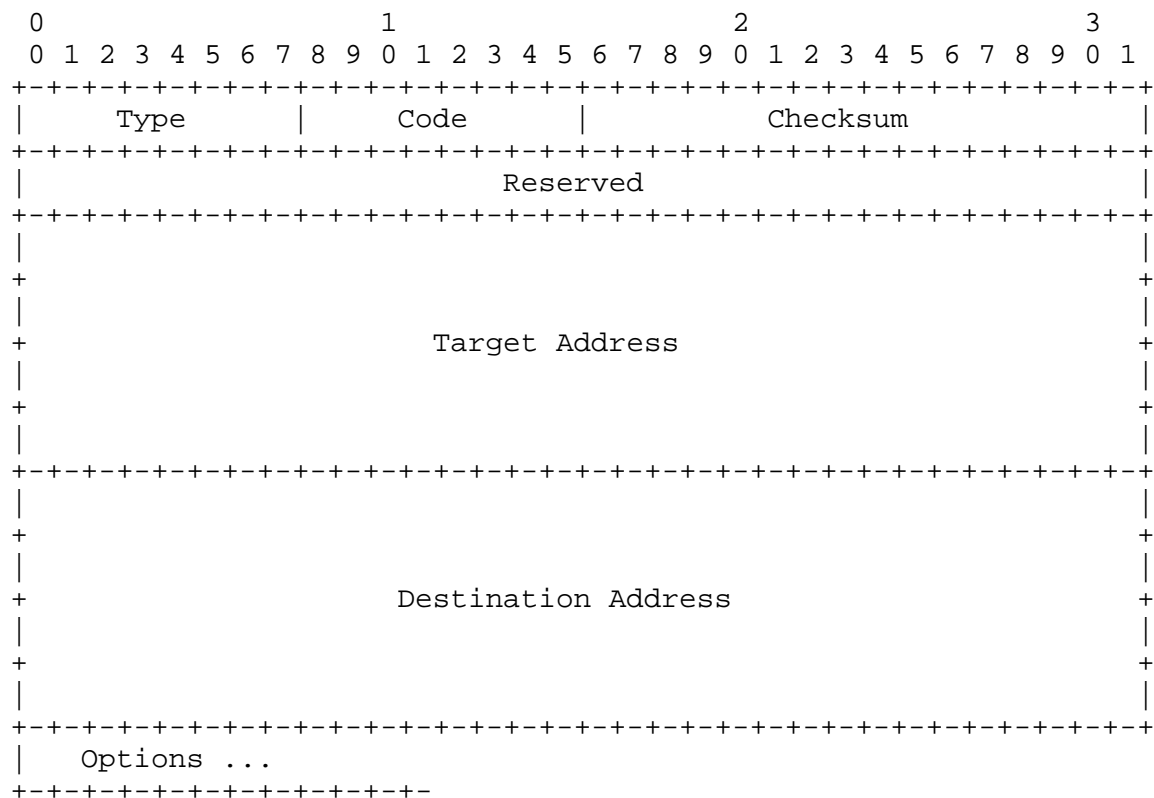 0                   1                   2                   3
0 1 2 3 4 5 6 7 8 9 0 1 2 3 4 5 6 7 8 9 0 1 2 3 4 5 6 7 8 9 0 1
+-+-+-+-+-+-+-+-+-+-+-+-+-+-+-+-+-+-+-+-+-+-+-+-+-+-+-+-+-+-+-+-+
|     Type      |     Code      |          Checksum             |
+-+-+-+-+-+-+-+-+-+-+-+-+-+-+-+-+-+-+-+-+-+-+-+-+-+-+-+-+-+-+-+-+
|                           Reserved                            |
+-+-+-+-+-+-+-+-+-+-+-+-+-+-+-+-+-+-+-+-+-+-+-+-+-+-+-+-+-+-+-+-+
|                                                               |
+                                                               +
|                                                               |
+                       Target Address                          +
|                                                               |
+                                                               +
|                                                               |
+-+-+-+-+-+-+-+-+-+-+-+-+-+-+-+-+-+-+-+-+-+-+-+-+-+-+-+-+-+-+-+-+
|                                                               |
+                                                               +
|                                                               |
+                     Destination Address                       +
|                                                               |
+                                                               +
|                                                               |
+-+-+-+-+-+-+-+-+-+-+-+-+-+-+-+-+-+-+-+-+-+-+-+-+-+-+-+-+-+-+-+-+
|   Options ...
+-+-+-+-+-+-+-+-+-+-+-+-